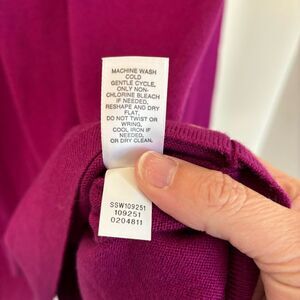 MACHINE WASH
COLD
GENTLE CYCLE,
ONLY NON-
CHLORINE BLEACH
IF NEEDED,
RESHAPE AND DRY
FLAT,
DO NOT TWIST OR
WRING,
COOL IRON IF
NEEDED,
OR DRY CLEAN.
SSW109251
109251
0204811